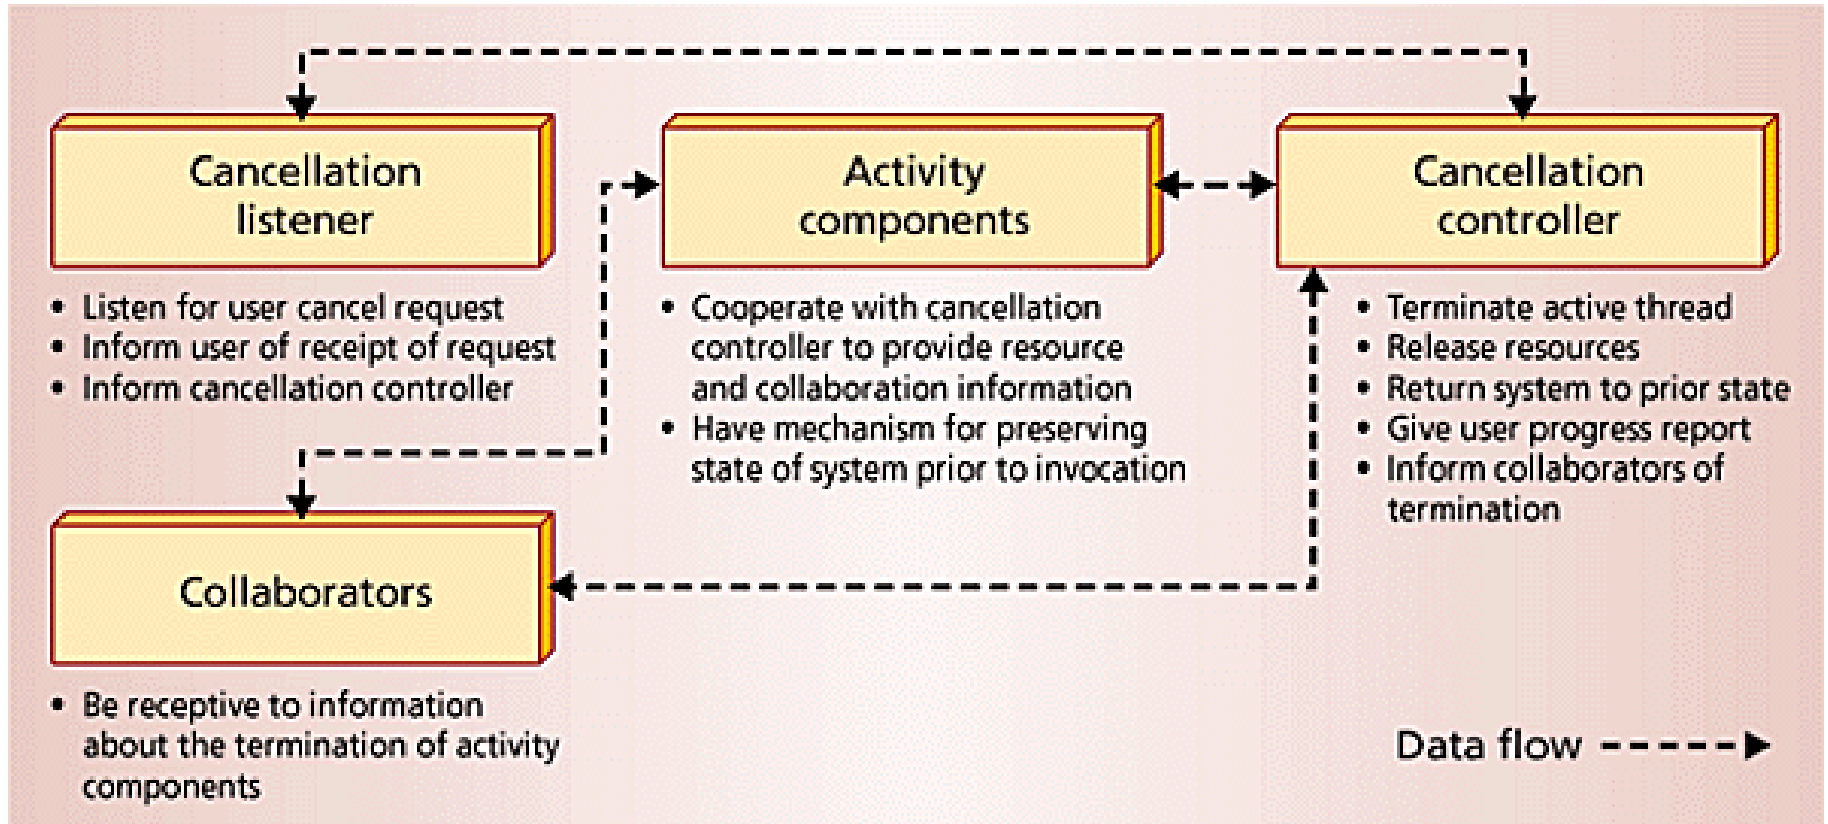 Cancellation
listener
Activity
components
Cancellation
controller
• Listen for user cancel request
• Inform user of receipt of request
• Inform cancellation controller
• Cooperate with cancellation
controller to provide resource
and collaboration information
• Have mechanism for preserving
state of system prior to invocation
• Terminate active thread
• Release resources
• Return system to prior state
• Give user progress report
• Inform collaborators of
termination
Collaborators
• Be receptive to information
about the termination of activity
components
Data flow